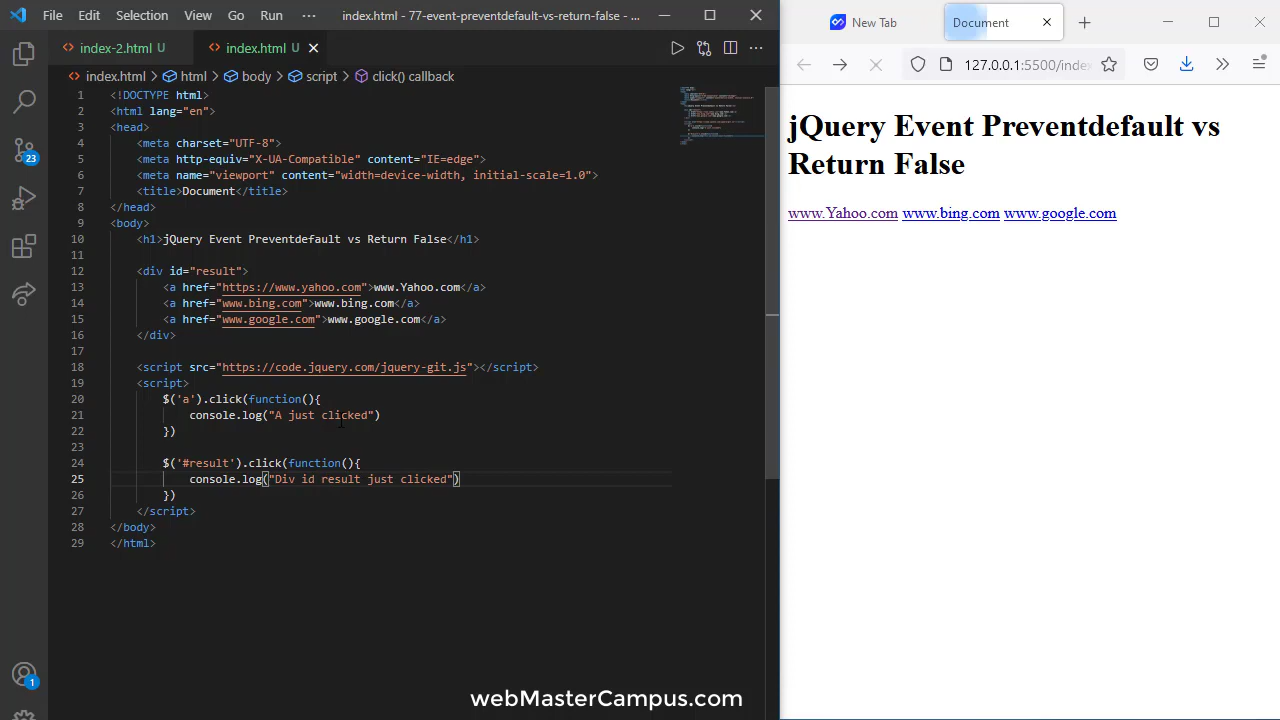 File Edit Selection View Go Run ··· index.html - 77-event-preventdefault-vs-return-false - ...
index-2.html U index.html U
index.html > html > body > script > click() callback
1 <!DOCTYPE html>
2 <html lang="en">
3 <head>
4 <meta charset="UTF-8">
5 <meta http-equiv="X-UA-Compatible" content="IE=edge">
6 <meta name="viewport" content="width=device-width, initial-scale=1.0">
7 <title>Document</title>
8 </head>
9 <body>
10 <h1>jQuery Event Preventdefault vs Return False</h1>
11
12 <div id="result">
13 <a href="https://www.yahoo.com">www.Yahoo.com</a>
14 <a href="www.bing.com">www.bing.com</a>
15 <a href="www.google.com">www.google.com</a>
16 </div>
17
18 <script src="https://code.jquery.com/jquery-git.js"></script>
19 <script>
20 $('a').click(function(){
21 console.log("A just clicked")
22 })
23
24 $('#result').click(function(){
25 console.log("Div id result just clicked")
26 })
27 </script>
28 </body>
29 </html>
23
1
webMasterCampus.com
New Tab Document
127.0.0.1:5500/index
jQuery Event Preventdefault vs
Return False
www.Yahoo.com www.bing.com www.google.com